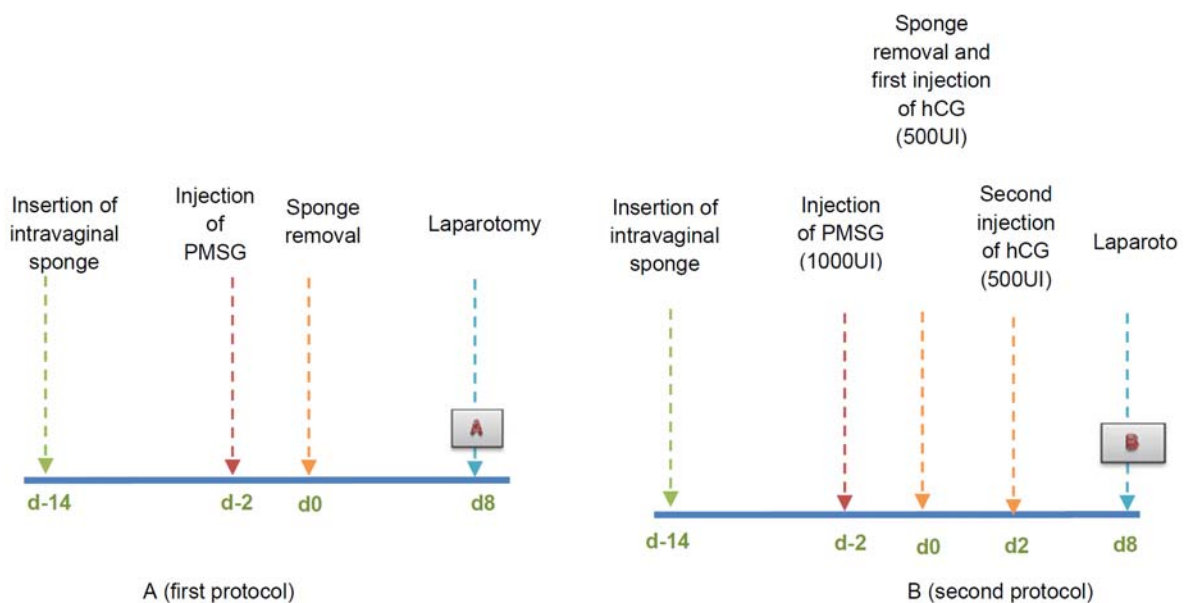 Insertion of
intravaginal
sponge
Injection
of
PMSG
Sponge
removal
Laparotomy
A
d-14
d-2
d0
d8
A (first protocol)
Sponge
removal and
first injection
of hCG
(500UI)
Insertion of
intravaginal
sponge
Injection
of PMSG
(1000UI)
Second
injection
of hCG
(500UI)
Laparoto
B
d-14
d-2
d0
d2
d8
B (second protocol)